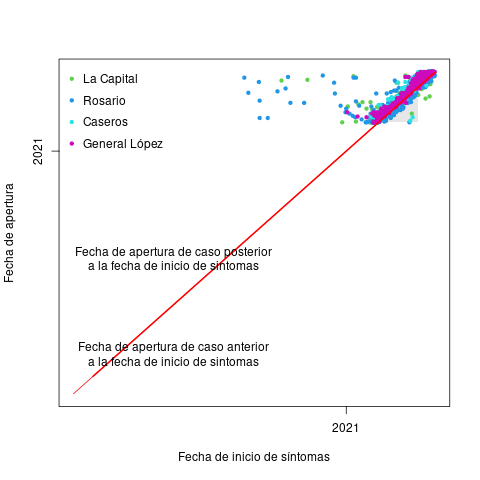 La Capital
Rosario
Caseros
General López
2021
Fecha de apertura
Fecha de apertura de caso posterior
a la fecha de inicio de síntomas
Fecha de apertura de caso anterior
a la fecha de inicio de sintomas
2021
Fecha de inicio de síntomas